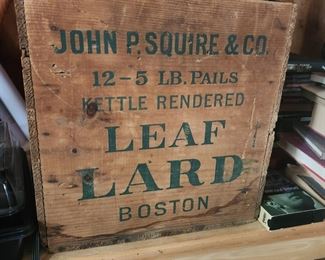 JOHN P. SQUIRE & CO.
12-5 LB. PAILS
KETTLE RENDERED
LEAF
LARD
BOSTON